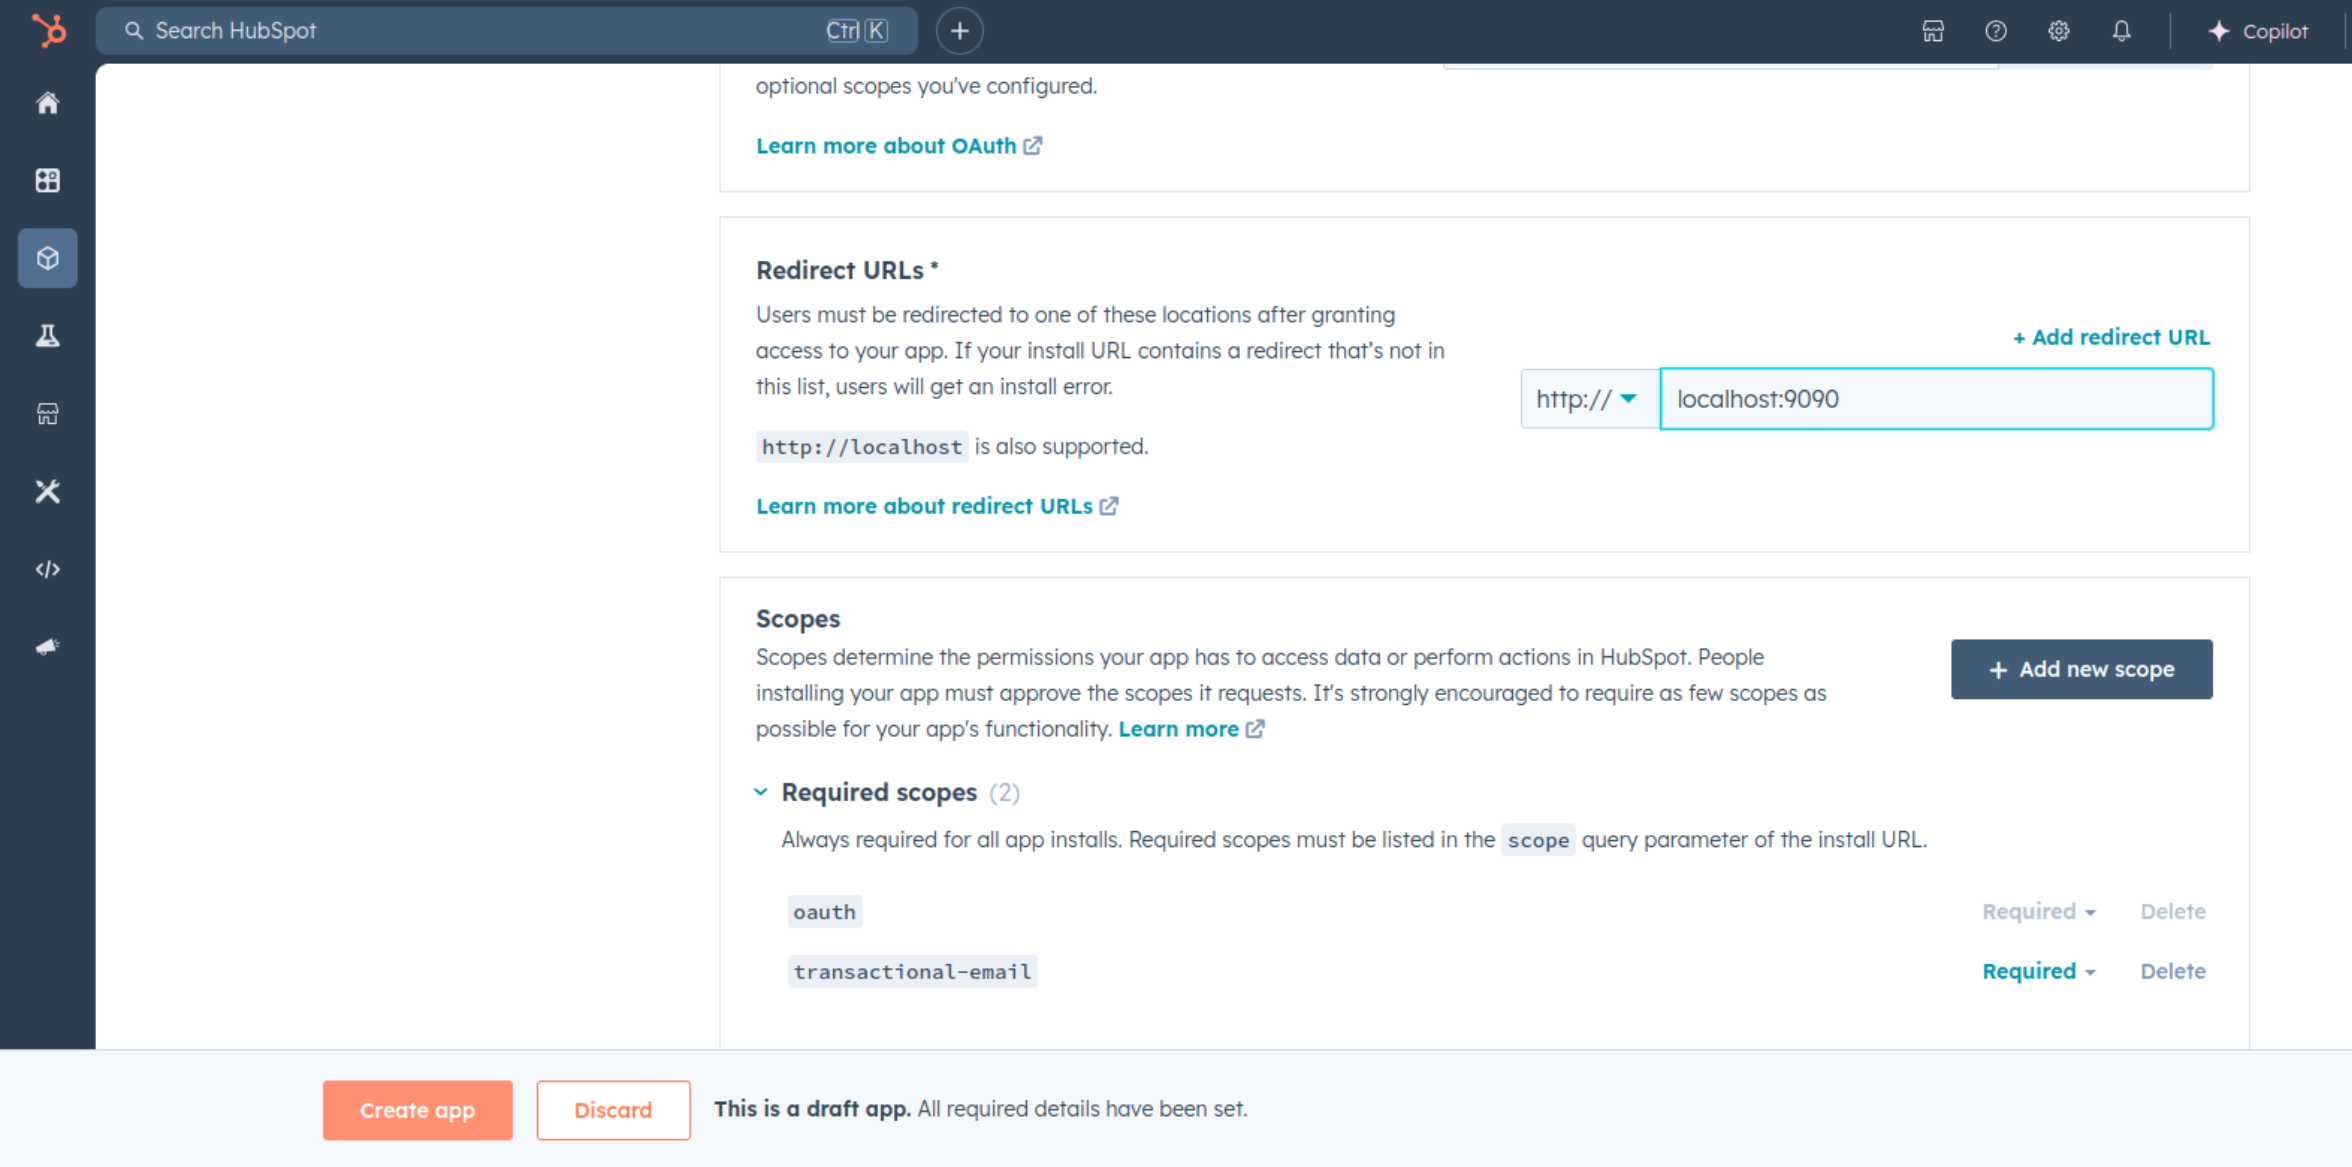 Search HubSpot
Ctrl K
Copilot
optional scopes you've configured.
Learn more about OAuth
Redirect URLs *
Users must be redirected to one of these locations after granting
access to your app. If your install URL contains a redirect that's not in
this list, users will get an install error.
http://localhost is also supported.
Learn more about redirect URLs
+ Add redirect URL
http://
localhost:9090
Scopes
Scopes determine the permissions your app has to access data or perform actions in HubSpot. People
installing your app must approve the scopes it requests. It's strongly encouraged to require as few scopes as
possible for your app's functionality. Learn more
+ Add new scope
Required scopes (2)
Always required for all app installs. Required scopes must be listed in the scope query parameter of the install URL.
oauth
Required
Delete
transactional-email
Required
Delete
Create app
Discard
This is a draft app. All required details have been set.